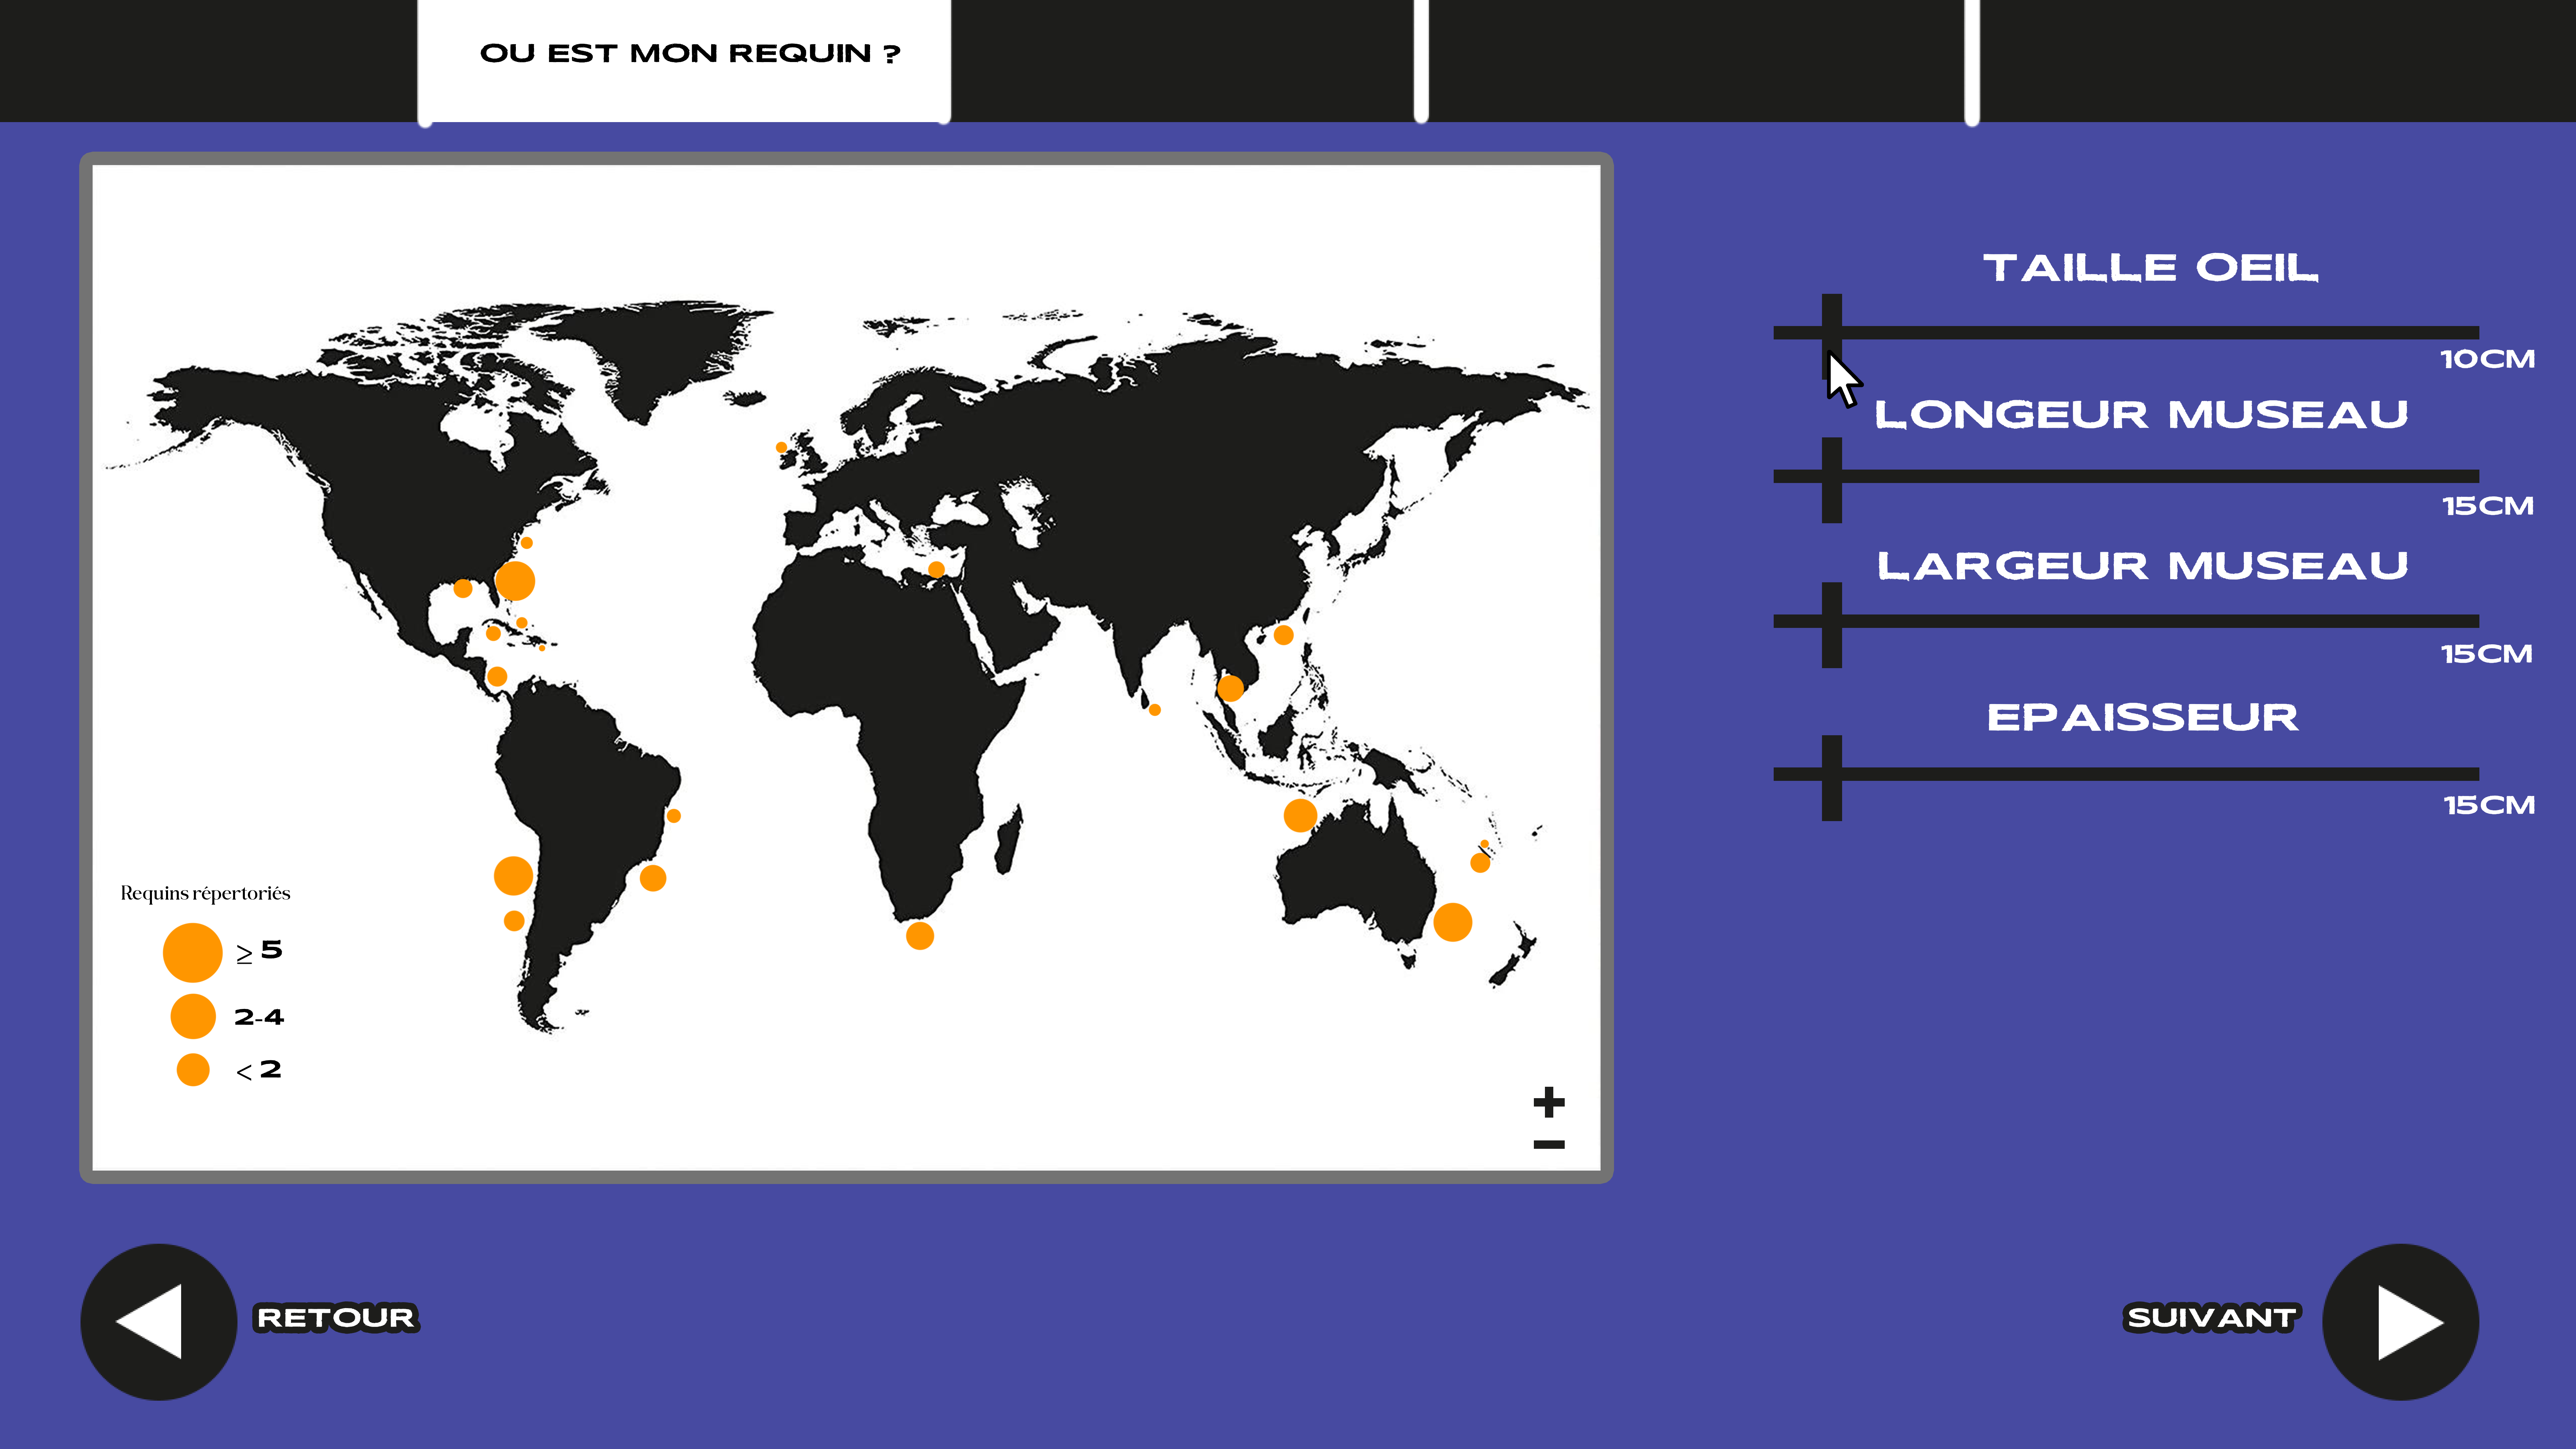 OU EST MON REQUIN ?
TAILLE OEIL
10CM
LONGEUR MUSEAU
15CM
LARGEUR MUSEAU
15CM
EPAISSEUR
15CM
Requins répertoriés
≥ 5
2-4
< 2
+
−
RETOUR
SUIVANT